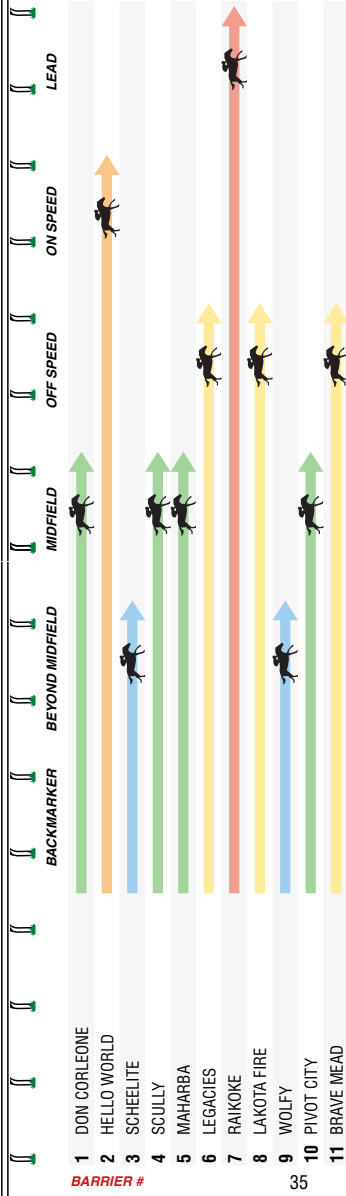 LEAD
ON SPEED
OFF SPEED
MIDFIELD
BEYOND MIDFIELD
BACKMARKER
1 DON CORLEONE
2 HELLO WORLD
3 SCHEELITE
4 SCULLY
5 MAHARBA
6 LEGACIES
7 RAIKOKE
8 LAKOTA FIRE
9 WOLFY
10 PIVOT CITY
11 BRAVE MEAD
BARRIER #
35